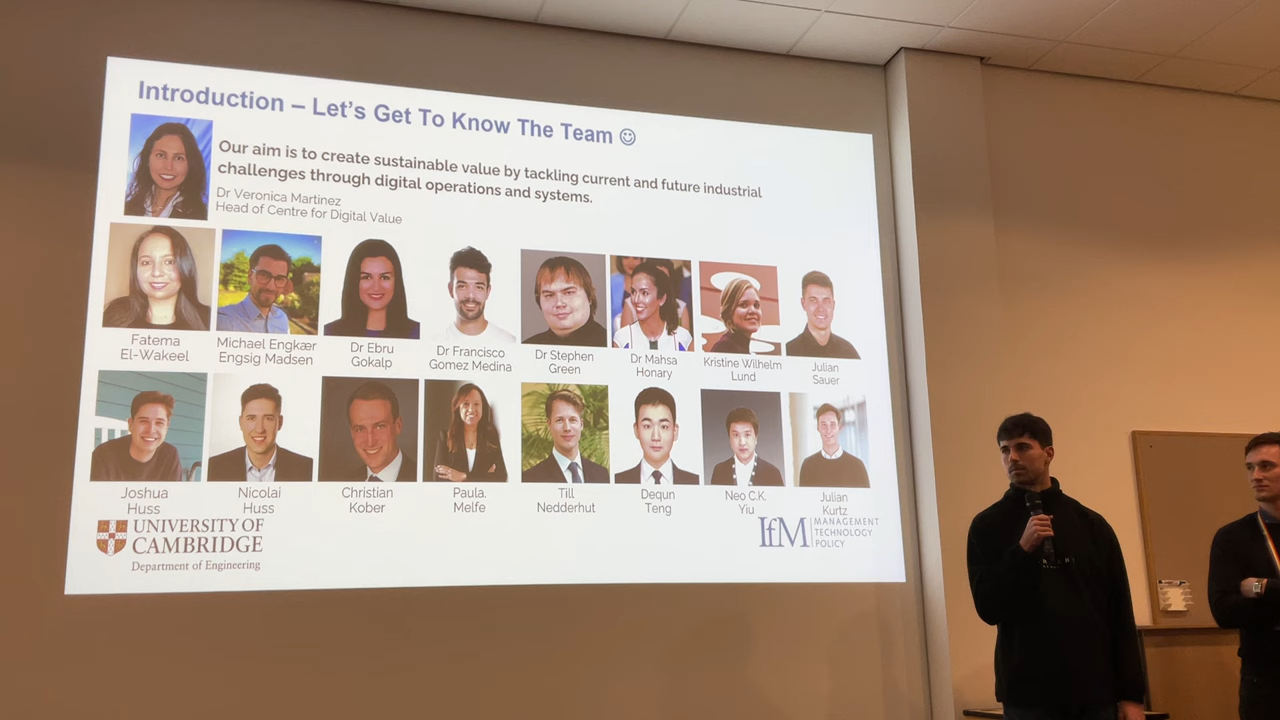 Introduction – Let's Get To Know The Team ☺
Our aim is to create sustainable value by tackling current and future industrial
challenges through digital operations and systems.
Dr Veronica Martinez
Head of Centre for Digital Value
Fatema
El-Wakeel
Michael Engkær
Engsig Madsen
Dr Ebru
Gokalp
Dr Francisco
Gomez Medina
Dr Stephen
Green
Dr Mahsa
Honary
Kristine Wilhelm
Lund
Julian
Sauer
Joshua
Huss
Nicolai
Huss
Christian
Kober
Paula.
Melfe
Till
Nedderhut
Dequn
Teng
Neo C.K.
Yiu
Julian
Kurtz
UNIVERSITY OF
CAMBRIDGE
Department of Engineering
IfM
MANAGEMENT
TECHNOLOGY
POLICY